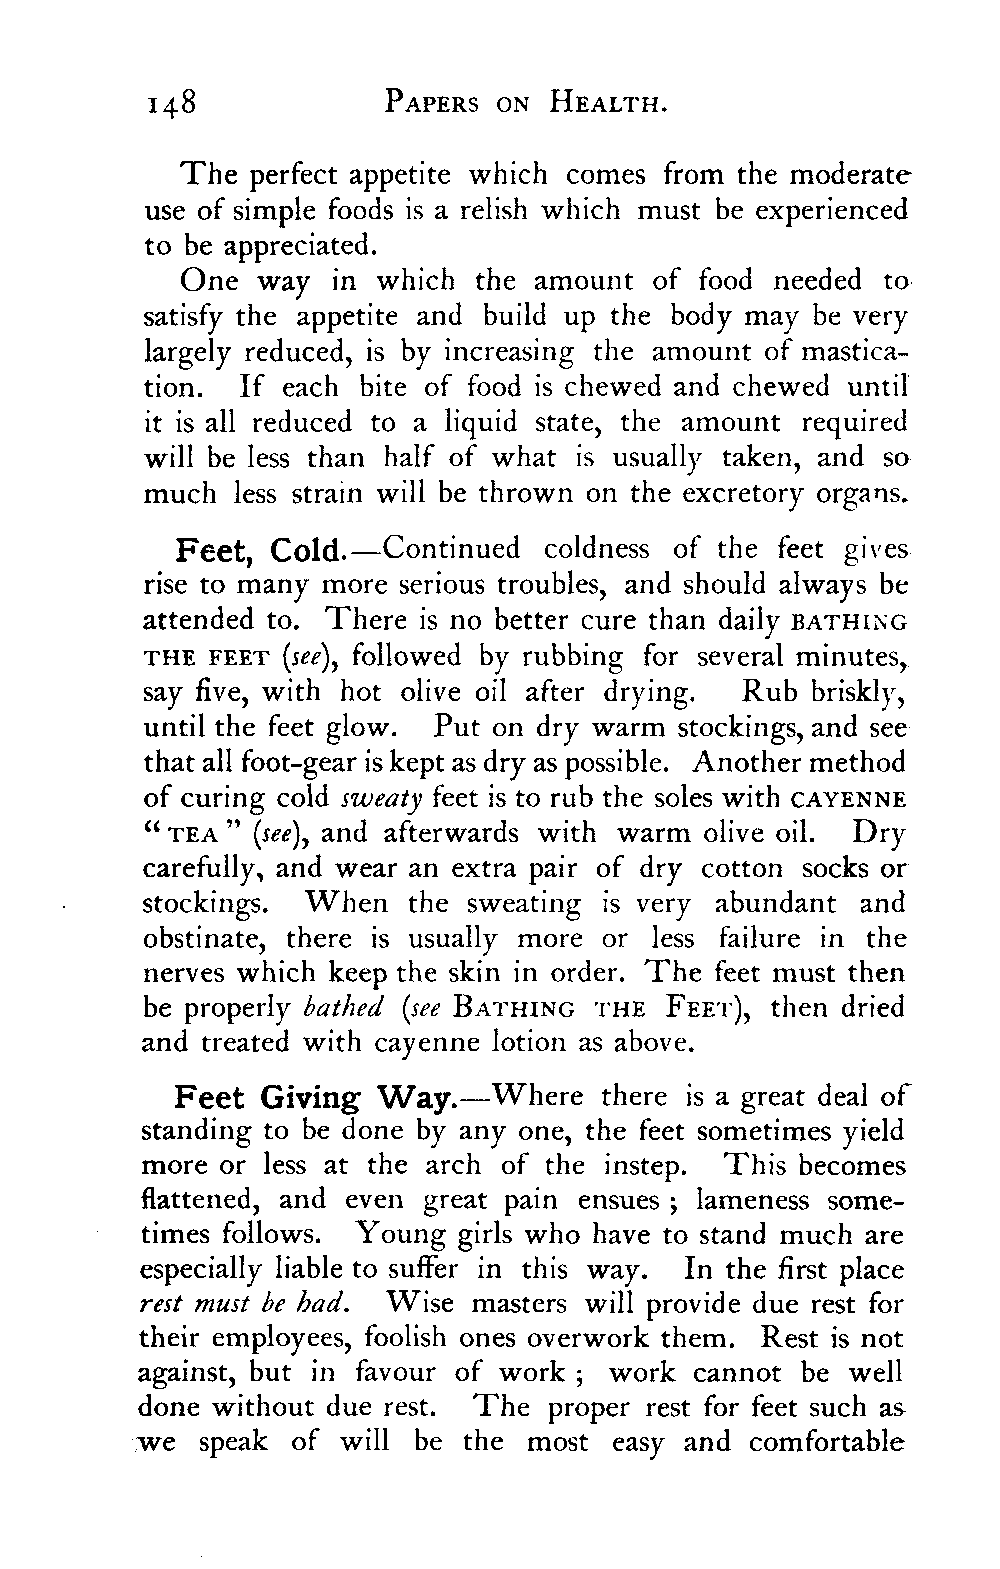 148 PAPERS ON HEALTH.
The perfect appetite which comes from the moderate
use of simple foods is a relish which must be experienced
to be appreciated.
One way in which the amount of food needed to
satisfy the appetite and build up the body may be very
largely reduced, is by increasing the amount of mastica-
tion. If each bite of food is chewed and chewed until
it is all reduced to a liquid state, the amount required
will be less than half of what is usually taken, and so
much less strain will be thrown on the excretory organs.
Feet, Cold.—Continued coldness of the feet gives
rise to many more serious troubles, and should always be
attended to. There is no better cure than daily BATHING
THE FEET (see), followed by rubbing for several minutes,
say five, with hot olive oil after drying. Rub briskly,
until the feet glow. Put on dry warm stockings, and see
that all foot-gear is kept as dry as possible. Another method
of curing cold sweaty feet is to rub the soles with CAYENNE
“TEA” (see), and afterwards with warm olive oil. Dry
carefully, and wear an extra pair of dry cotton socks or
stockings. When the sweating is very abundant and
obstinate, there is usually more or less failure in the
nerves which keep the skin in order. The feet must then
be properly bathed (see BATHING THE FEET), then dried
and treated with cayenne lotion as above.
Feet Giving Way.—Where there is a great deal of
standing to be done by any one, the feet sometimes yield
more or less at the arch of the instep. This becomes
flattened, and even great pain ensues ; lameness some-
times follows. Young girls who have to stand much are
especially liable to suffer in this way. In the first place
rest must be had. Wise masters will provide due rest for
their employees, foolish ones overwork them. Rest is not
against, but in favour of work ; work cannot be well
done without due rest. The proper rest for feet such as
we speak of will be the most easy and comfortable